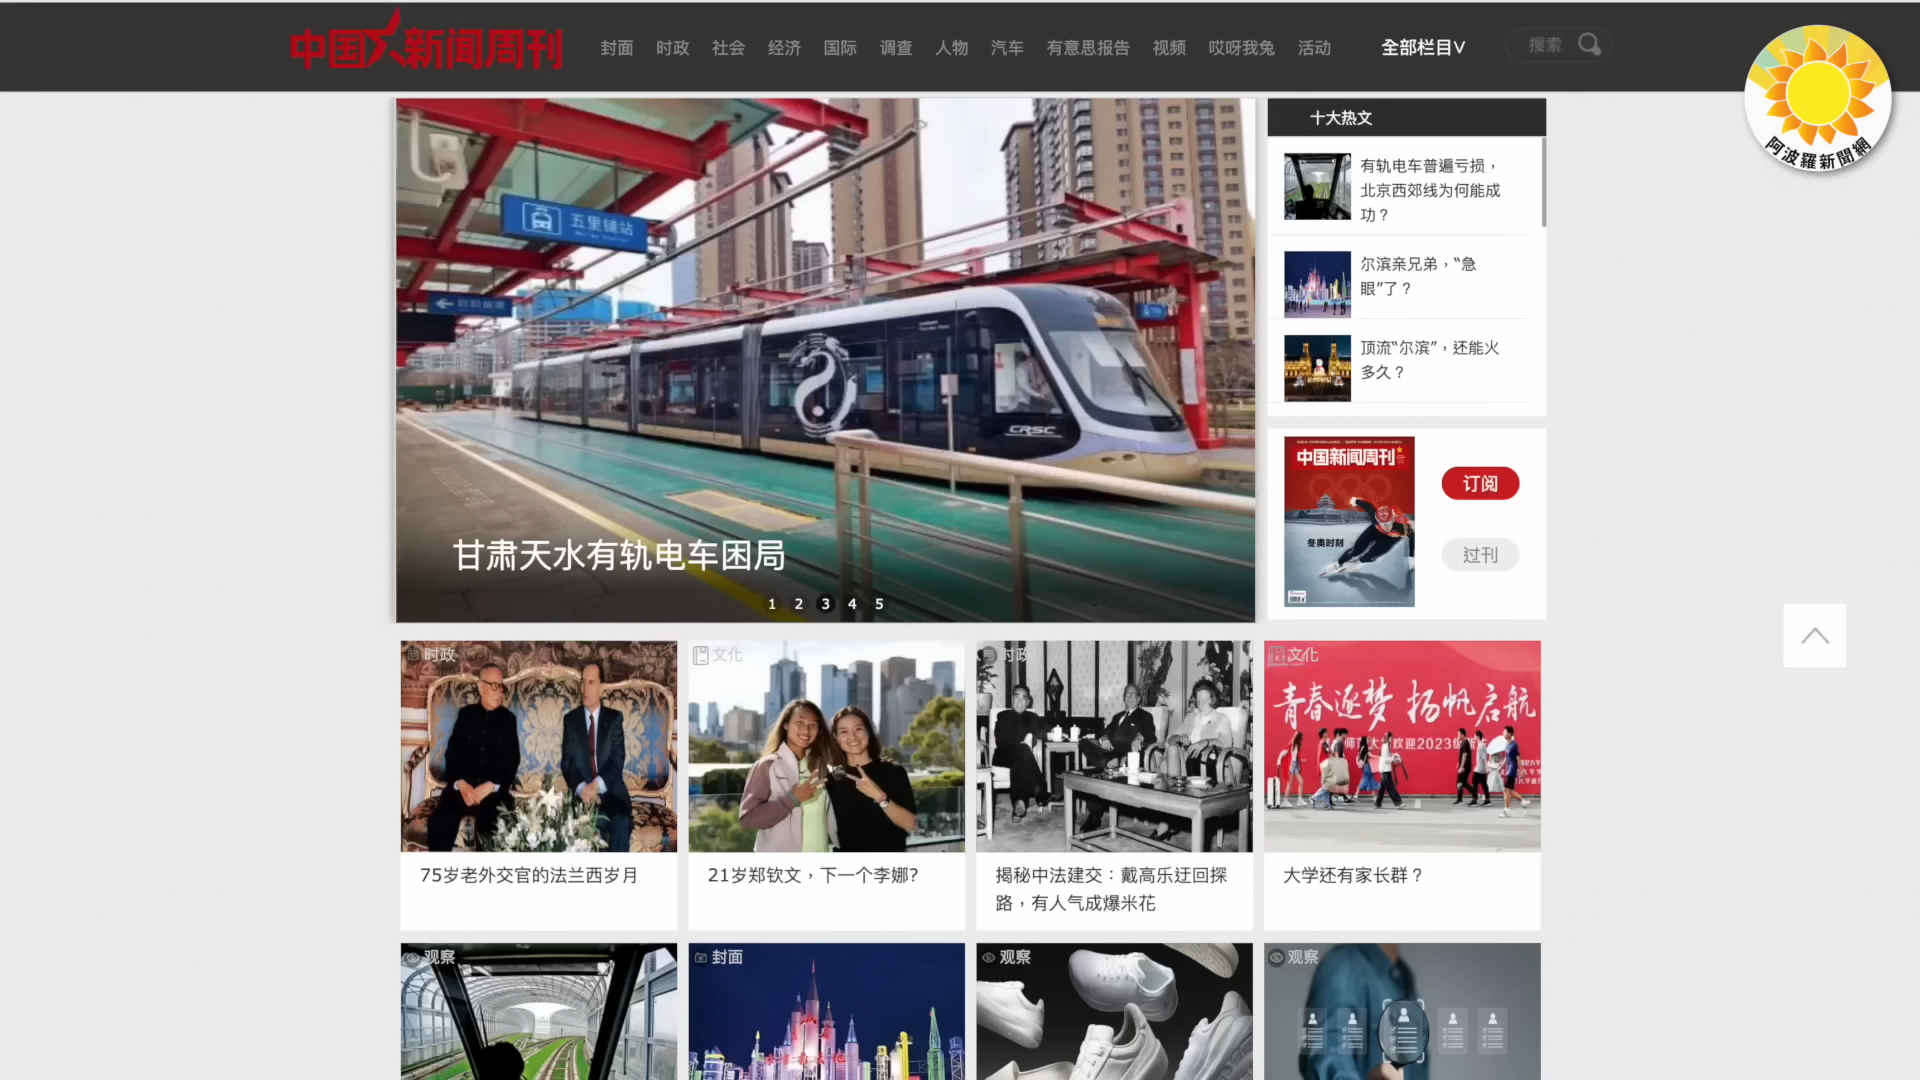 中国新闻周刊
封面 时政 社会 经济 国际 调查 人物 汽车 有意思报告 视频 哎呀我兔 活动 全部栏目V 搜索
阿波羅新聞網
五里铺站
CRSC
甘肃天水有轨电车困局
1 2 3 4 5
十大热文
有轨电车普遍亏损，
北京西郊线为何能成
功？
尔滨亲兄弟，“急
眼”了？
顶流“尔滨”，还能火
多久？
中国新闻周刊
冬奥时刻
订阅
过刊
时政
75岁老外交官的法兰西岁月
文化
21岁郑钦文，下一个李娜?
时政
揭秘中法建交：戴高乐迂回探
路，有人气成爆米花
文化
青春逐梦 扬帆启航
大学还有家长群？
观察
封面
观察
观察